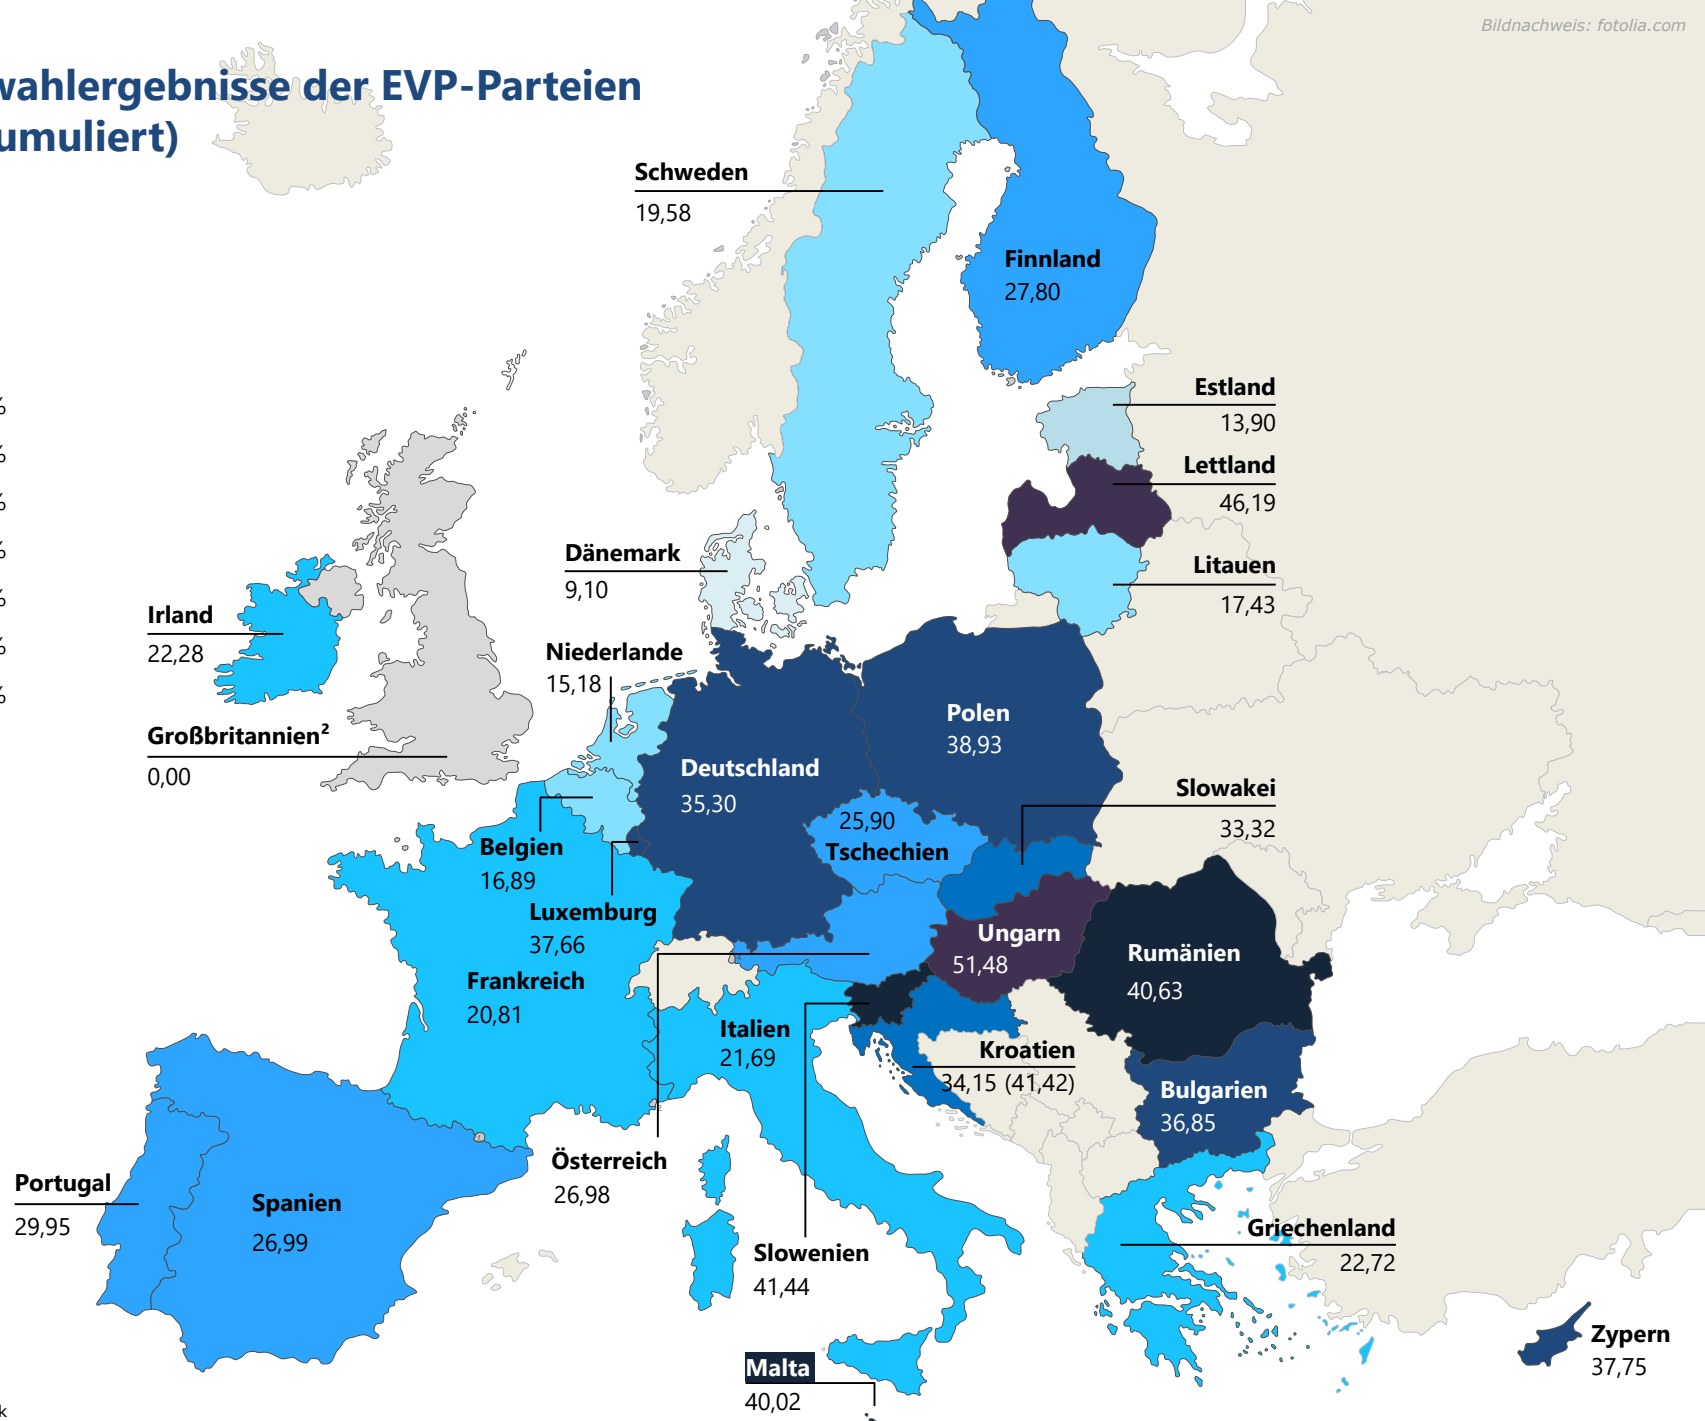 Bildnachweis: fotolia.com
wahlergebnisse der EVP-Parteien
umuliert)
Schweden
19,58
Finnland
27,80
Estland
13,90
%
Lettland
46,19
%
%
Dänemark
9,10
%
Litauen
17,43
%
Irland
22,28
%
Niederlande
15,18
%
Großbritannien²
0,00
Polen
38,93
Deutschland
35,30
Slowakei
33,32
25,90
Tschechien
Belgien
16,89
Luxemburg
37,66
Ungarn
51,48
Rumänien
40,63
Frankreich
20,81
Italien
21,69
Kroatien
34,15 (41,42)
Bulgarien
36,85
Österreich
26,98
Portugal
29,95
Spanien
26,99
Slowenien
41,44
Griechenland
22,72
Zypern
37,75
Malta
40,02
k